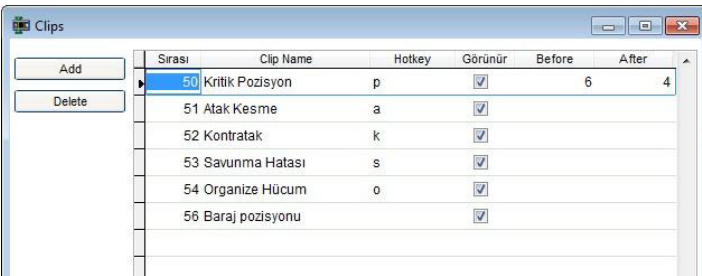 Clips
Add
Delete
Sırası Clip Name Hotkey Görünür Before After
50 Kritik Pozisyon p 6 4
51 Atak Kesme a
52 Kontratak k
53 Savunma Hatası s
54 Organize Hücum o
56 Baraj pozisyonu